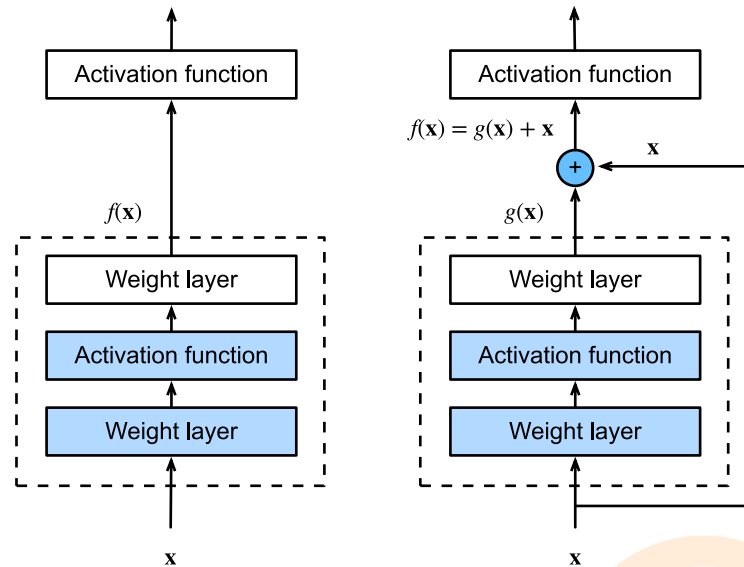 Activation function
f(x)
Weight layer
Activation function
Weight layer
x
Activation function
f(x) = g(x) + x
x
+
g(x)
Weight layer
Activation function
Weight layer
x